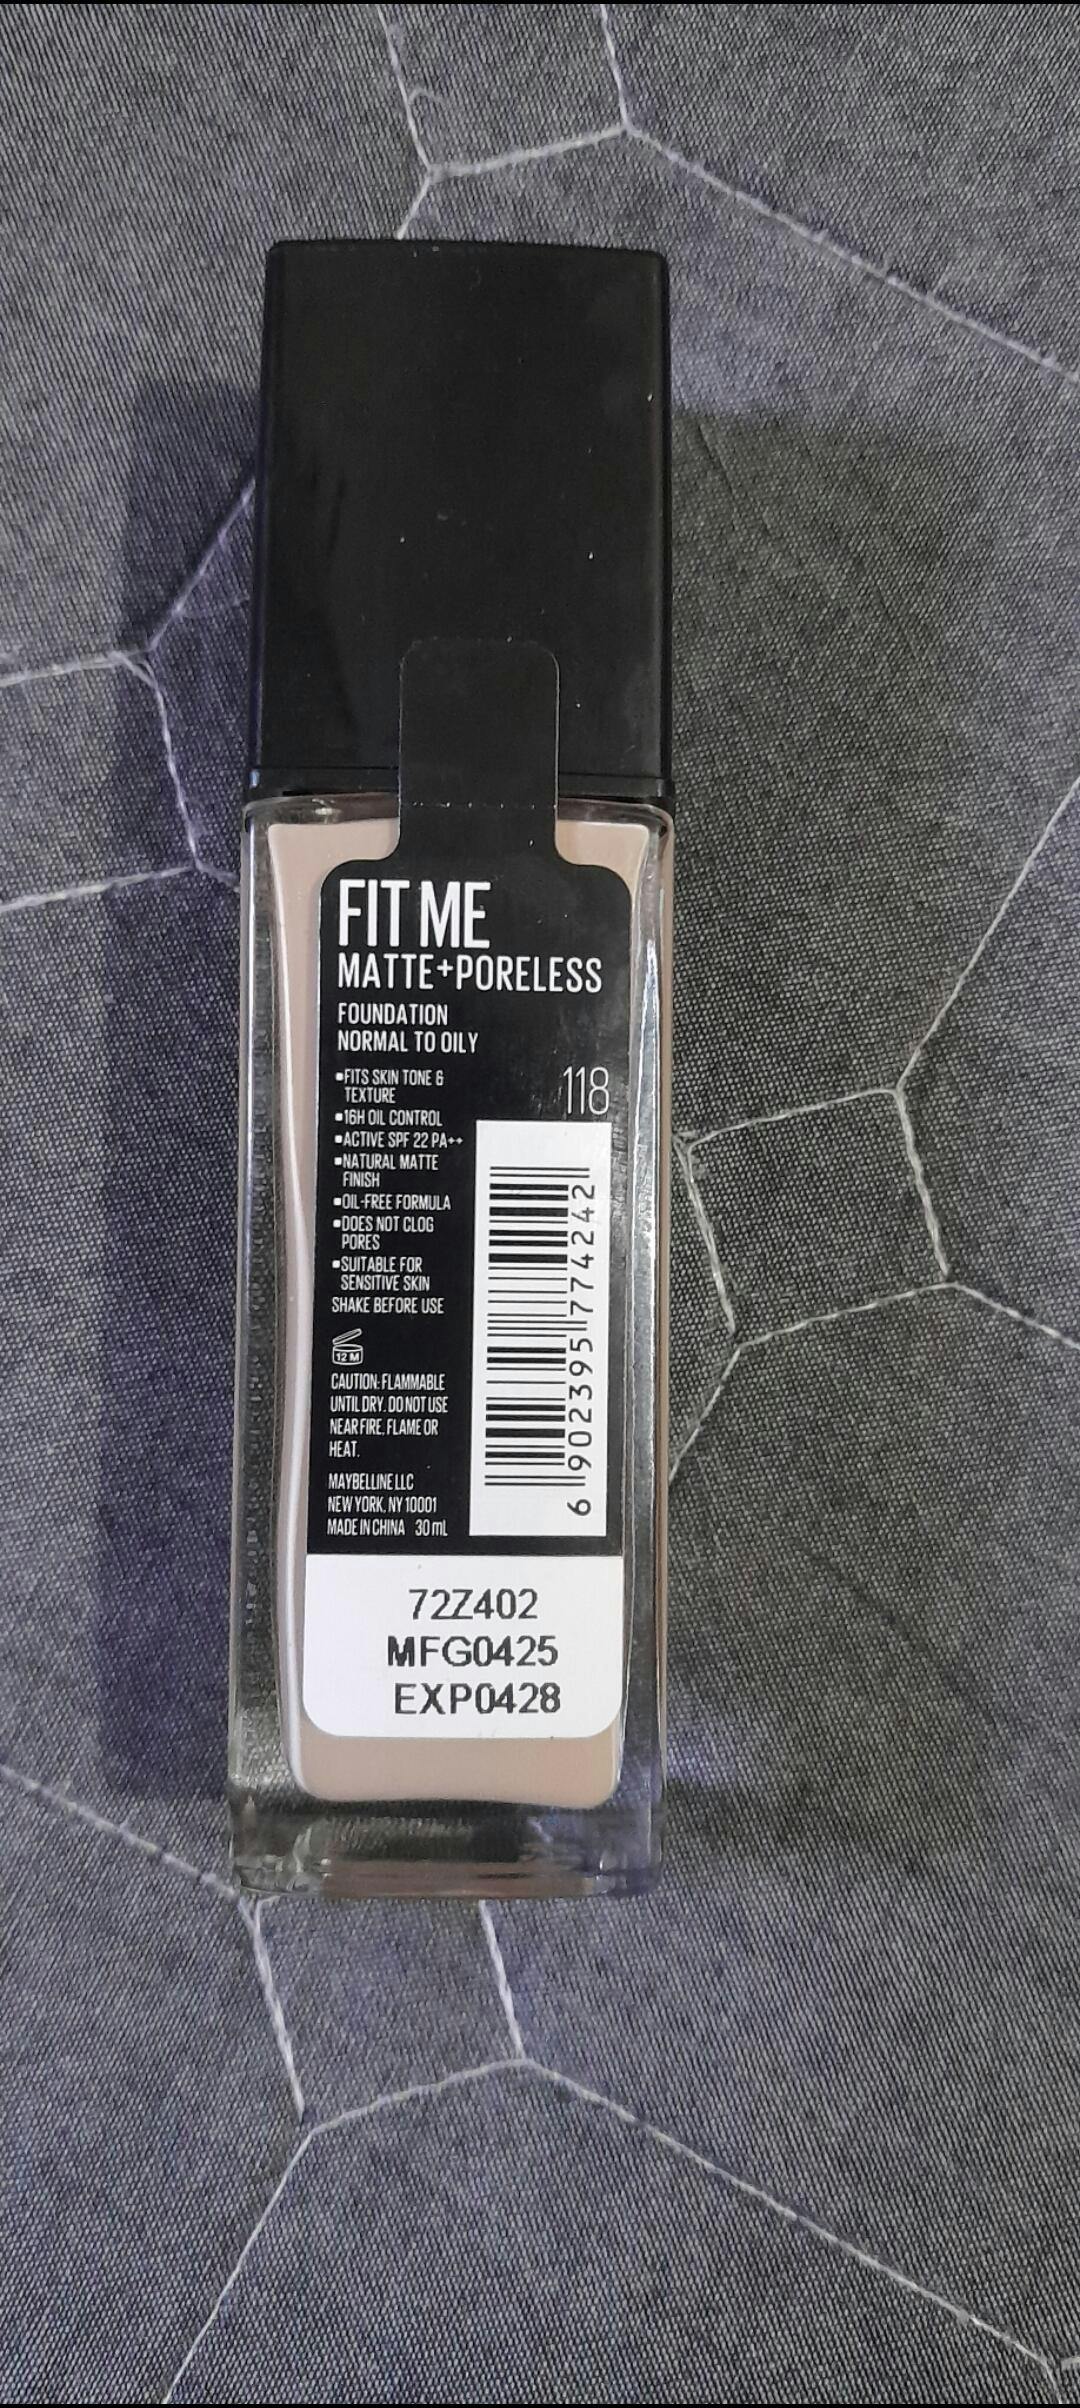 FIT ME
MATTE+PORELESS
FOUNDATION
NORMAL TO OILY
▪FITS SKIN TONE &
TEXTURE
▪16H OIL CONTROL
▪ACTIVE SPF 22 PA++
▪NATURAL MATTE
FINISH
▪OIL-FREE FORMULA
▪DOES NOT CLOG
PORES
▪SUITABLE FOR
SENSITIVE SKIN
SHAKE BEFORE USE
118
12 M
CAUTION: FLAMMABLE
UNTIL DRY. DO NOT USE
NEAR FIRE, FLAME OR
HEAT.
MAYBELLINE LLC
NEW YORK, NY 10001
MADE IN CHINA 30 mL
6 902395 774242
72Z402
MFG0425
EXP0428